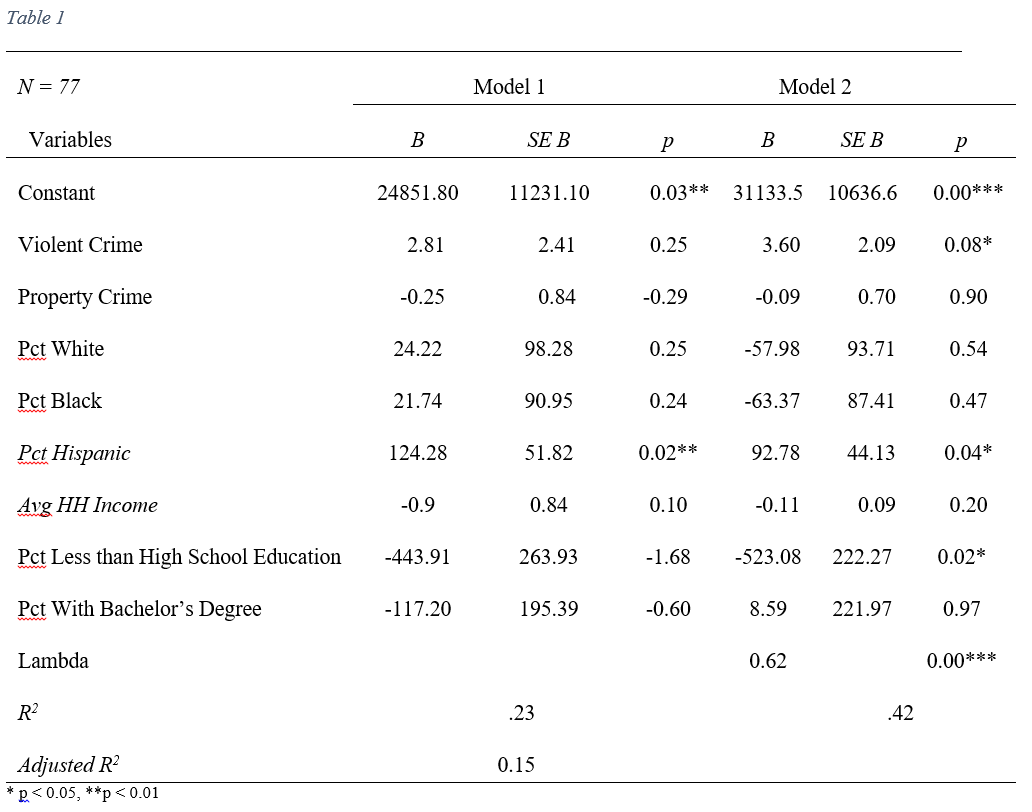 Table 1
N = 77 Model 1 Model 2
Variables B SE B p B SE B p
Constant 24851.80 11231.10 0.03** 31133.5 10636.6 0.00***
Violent Crime 2.81 2.41 0.25 3.60 2.09 0.08*
Property Crime -0.25 0.84 -0.29 -0.09 0.70 0.90
Pct White 24.22 98.28 0.25 -57.98 93.71 0.54
Pct Black 21.74 90.95 0.24 -63.37 87.41 0.47
Pct Hispanic 124.28 51.82 0.02** 92.78 44.13 0.04*
Avg HH Income -0.9 0.84 0.10 -0.11 0.09 0.20
Pct Less than High School Education -443.91 263.93 -1.68 -523.08 222.27 0.02*
Pct With Bachelor’s Degree -117.20 195.39 -0.60 8.59 221.97 0.97
Lambda 0.62 0.00***
R² .23 .42
Adjusted R² 0.15
* p < 0.05, **p < 0.01